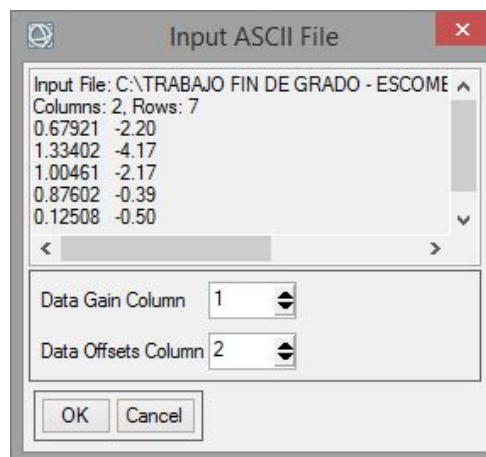 Input ASCII File
Input File: C:\TRABAJO FIN DE GRADO - ESCOME
Columns: 2, Rows: 7
0.67921 -2.20
1.33402 -4.17
1.00461 -2.17
0.87602 -0.39
0.12508 -0.50
Data Gain Column 1
Data Offsets Column 2
OK Cancel